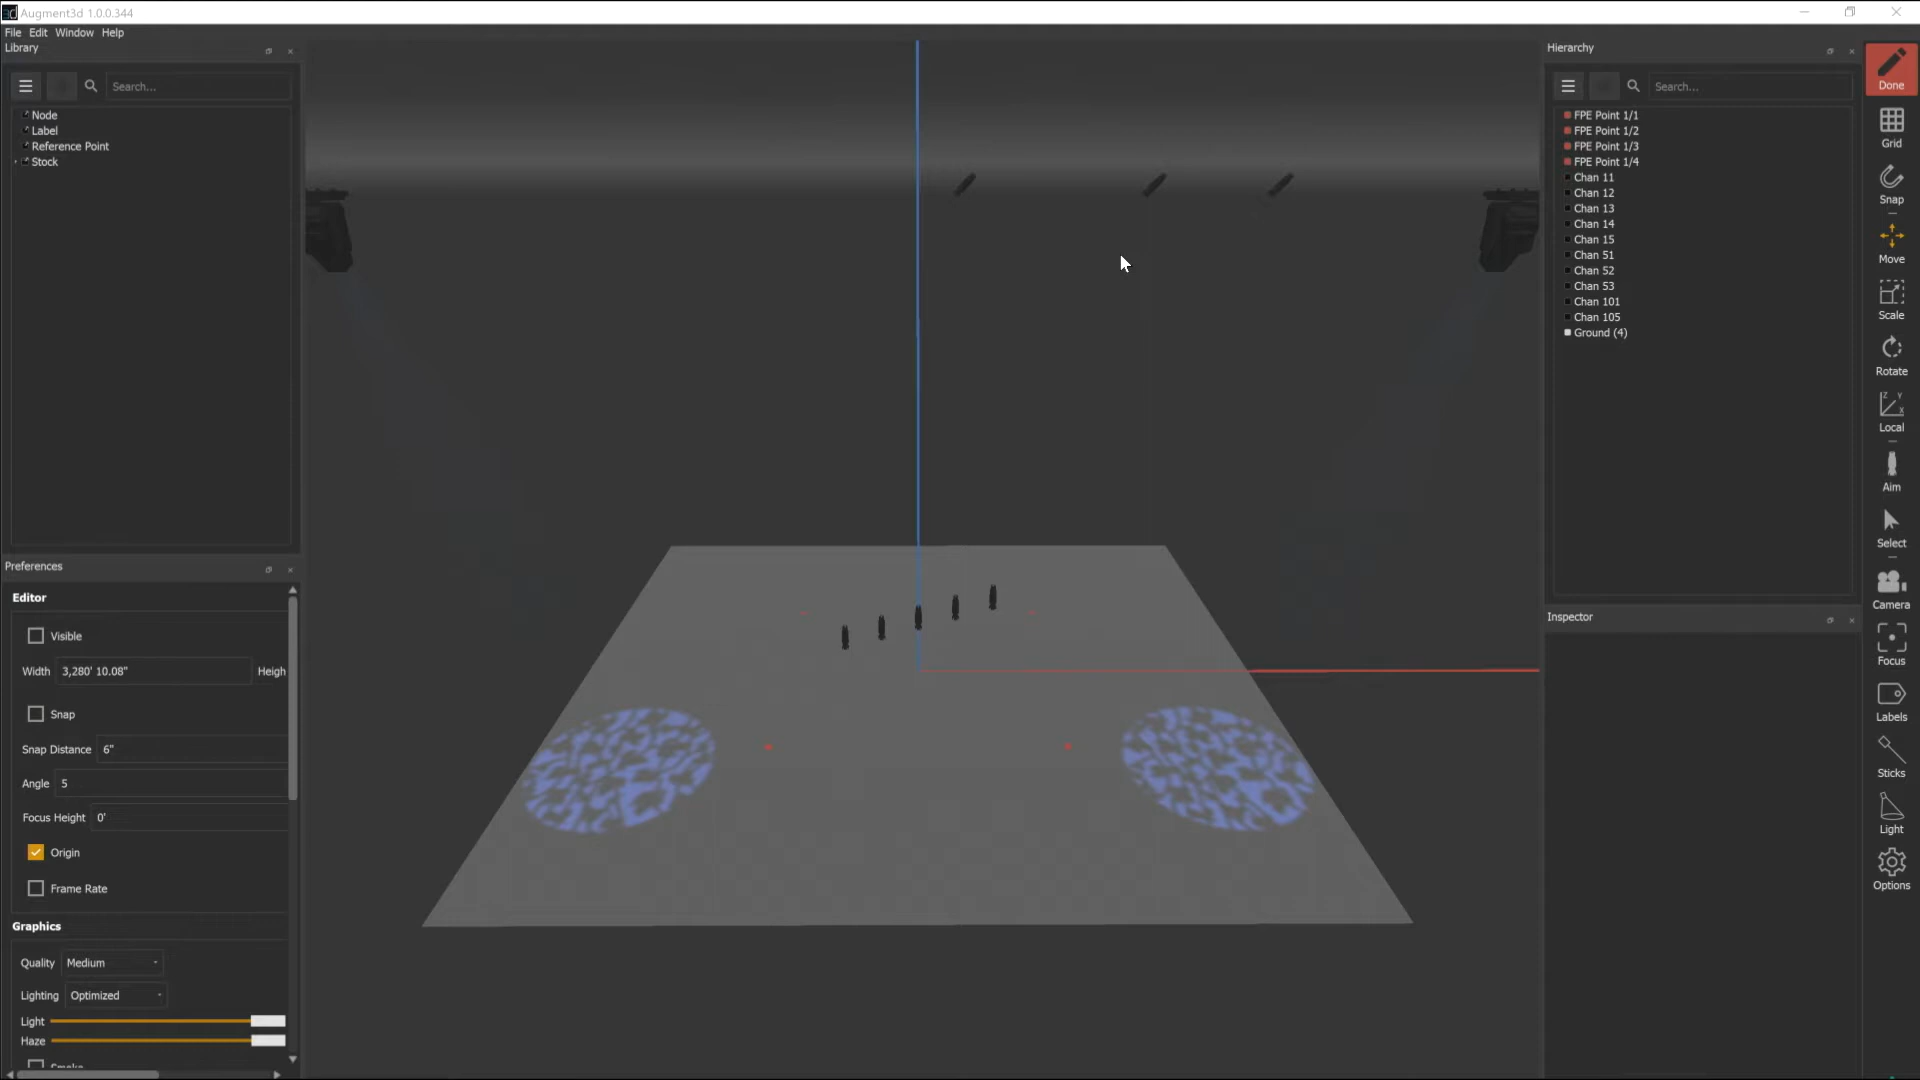 Augment3d 1.0.0.344
File Edit Window Help
Library
Search...
Node
Label
Reference Point
Stock
Preferences
Editor
Visible
Width 3,280' 10.08" Heigh
Snap
Snap Distance 6"
Angle 5
Focus Height 0'
Origin
Frame Rate
Graphics
Quality Medium
Lighting Optimized
Light
Haze
Smoke
Hierarchy
Search...
FPE Point 1/1
FPE Point 1/2
FPE Point 1/3
FPE Point 1/4
Chan 11
Chan 12
Chan 13
Chan 14
Chan 15
Chan 51
Chan 52
Chan 53
Chan 101
Chan 105
Ground (4)
Inspector
Done
Grid
Snap
Move
Scale
Rotate
Z Y X
Local
Aim
Select
Camera
Focus
Labels
Sticks
Light
Options